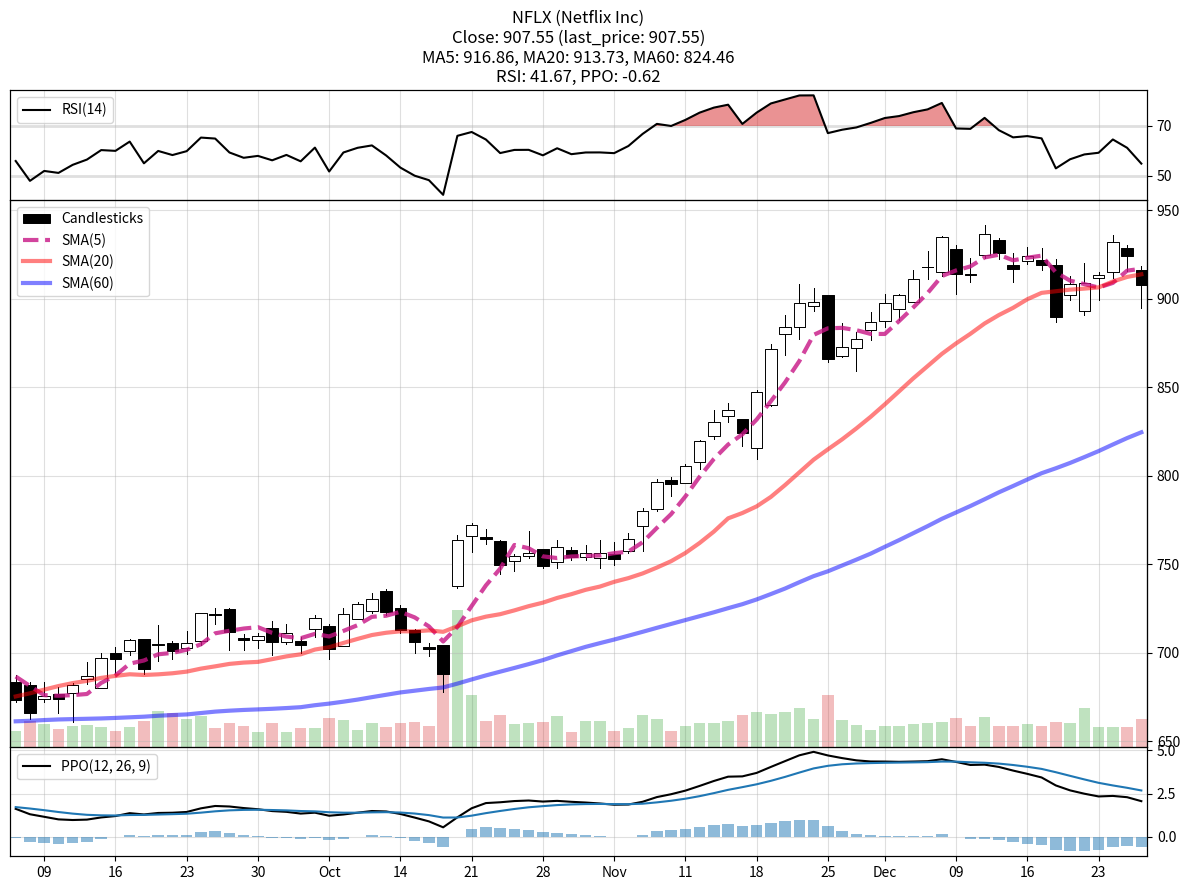 NFLX (Netflix Inc)
Close: 907.55 (last_price: 907.55)
MA5: 916.86, MA20: 913.73, MA60: 824.46
RSI: 41.67, PPO: -0.62
RSI(14)
70
50
Candlesticks
SMA(5)
SMA(20)
SMA(60)
950
900
850
800
750
700
650
PPO(12, 26, 9)
5.0
2.5
0.0
09 16 23 30 Oct 14 21 28 Nov 11 18 25 Dec 09 16 23